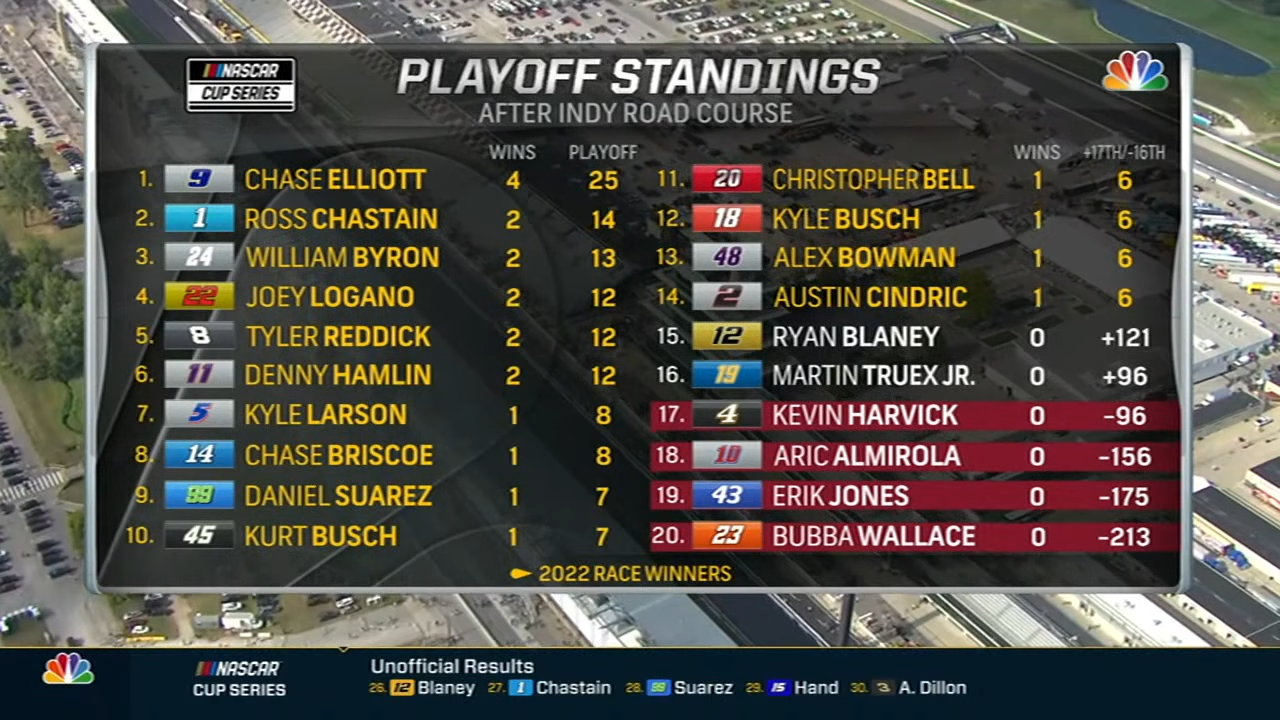 NASCAR
CUP SERIES
PLAYOFF STANDINGS
AFTER INDY ROAD COURSE
WINS PLAYOFF
1. 9 CHASE ELLIOTT 4 25
2. 1 ROSS CHASTAIN 2 14
3. 24 WILLIAM BYRON 2 13
4. 22 JOEY LOGANO 2 12
5. 8 TYLER REDDICK 2 12
6. 11 DENNY HAMLIN 2 12
7. 5 KYLE LARSON 1 8
8. 14 CHASE BRISCOE 1 8
9. 99 DANIEL SUAREZ 1 7
10. 45 KURT BUSCH 1 7
WINS +17TH/-16TH
11. 20 CHRISTOPHER BELL 1 6
12. 18 KYLE BUSCH 1 6
13. 48 ALEX BOWMAN 1 6
14. 2 AUSTIN CINDRIC 1 6
15. 12 RYAN BLANEY 0 +121
16. 19 MARTIN TRUEX JR. 0 +96
17. 4 KEVIN HARVICK 0 -96
18. 10 ARIC ALMIROLA 0 -156
19. 43 ERIK JONES 0 -175
20. 23 BUBBA WALLACE 0 -213
2022 RACE WINNERS
NASCAR
CUP SERIES
Unofficial Results
26. 12 Blaney 27. 1 Chastain 28. 99 Suarez 29. 15 Hand 30. 3 A. Dillon